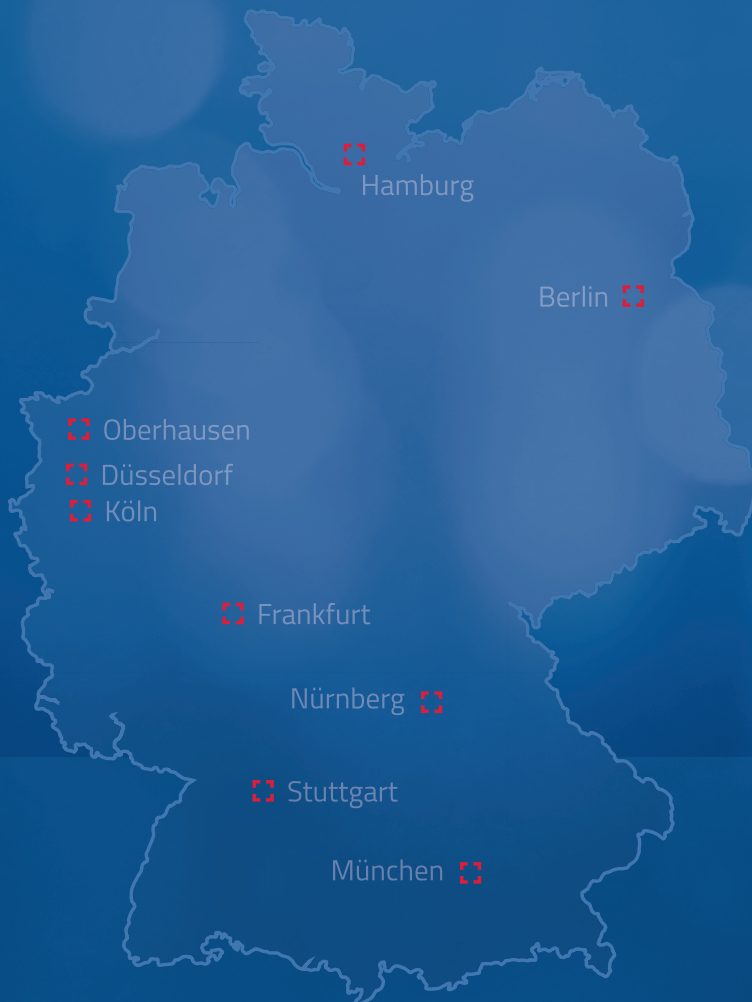 Hamburg
Berlin
Oberhausen
Düsseldorf
Köln
Frankfurt
Nürnberg
Stuttgart
München